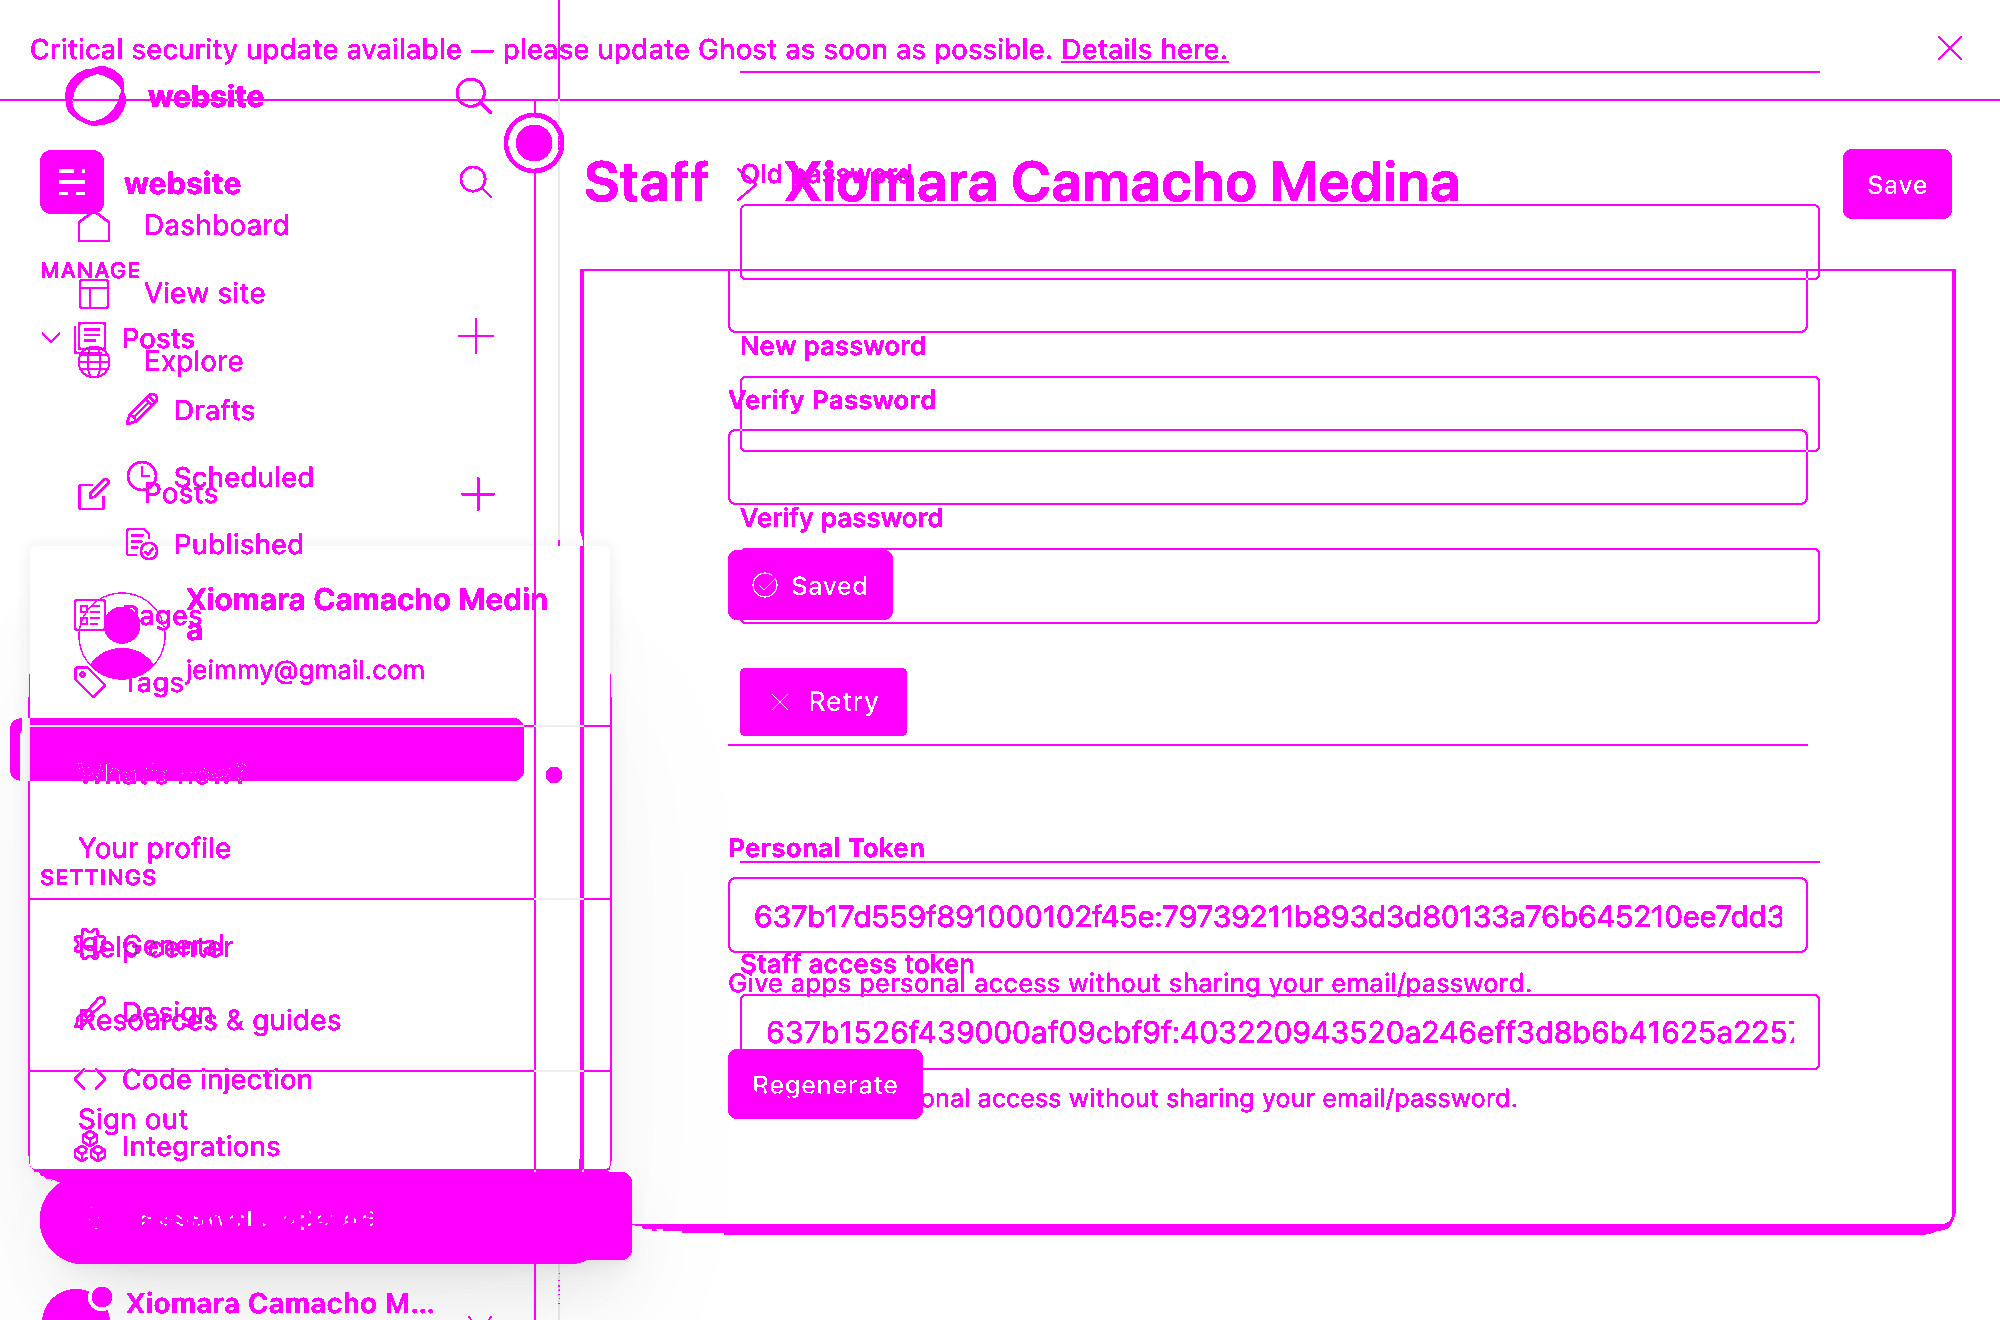 Critical security update available — please update Ghost as soon as possible. Details here.
website
website
Staff
Xiomara Camacho Medina
Save
Old password
Dashboard
MANAGE
View site
Posts
Explore
New password
Verify Password
Drafts
Scheduled
Posts
Verify password
Published
Saved
Xiomara Camacho Medin
a
Pages
jeimmy@gmail.com
Tags
Retry
What's new?
Your profile
SETTINGS
Personal Token
637b17d559f891000102f45e:79739211b893d3d80133a76b645210ee7dd3
General
Help center
Staff access token
Give apps personal access without sharing your email/password.
Design
Resources & guides
637b1526f439000af09cbf9f:403220943520a246eff3d8b6b41625a2257
Code injection
Regenerate
onal access without sharing your email/password.
Sign out
Integrations
Xiomara Camacho M...